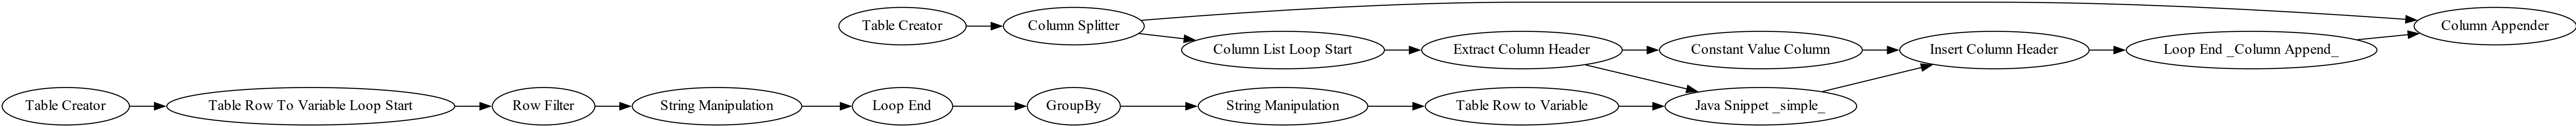 Table Creator
Column Splitter
Column Appender
Column List Loop Start
Extract Column Header
Constant Value Column
Insert Column Header
Loop End _Column Append_
Table Creator
Table Row To Variable Loop Start
Row Filter
String Manipulation
Loop End
GroupBy
String Manipulation
Table Row to Variable
Java Snippet _simple_